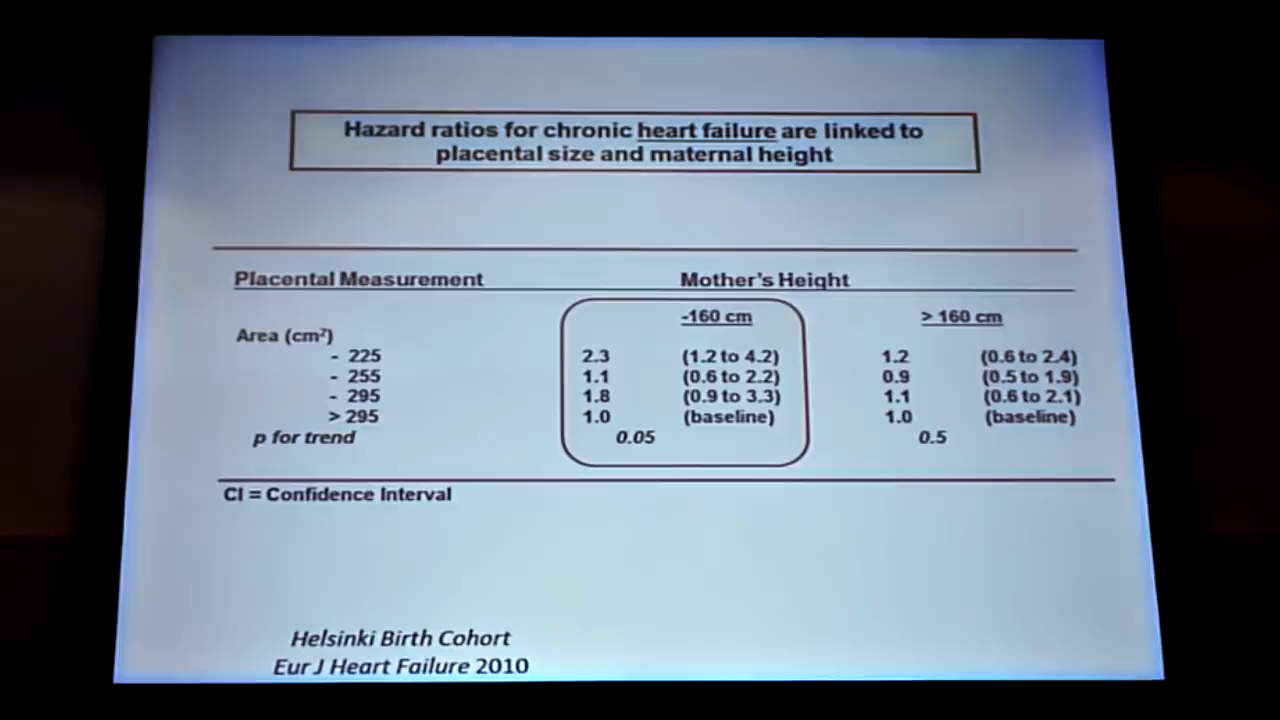 Hazard ratios for chronic heart failure are linked to
placental size and maternal height
Placental Measurement Mother's Height
-160 cm > 160 cm
Area (cm²)
- 225 2.3 (1.2 to 4.2) 1.2 (0.6 to 2.4)
- 255 1.1 (0.6 to 2.2) 0.9 (0.5 to 1.9)
- 295 1.8 (0.9 to 3.3) 1.1 (0.6 to 2.1)
> 295 1.0 (baseline) 1.0 (baseline)
p for trend 0.05 0.5
CI = Confidence Interval
Helsinki Birth Cohort
Eur J Heart Failure 2010